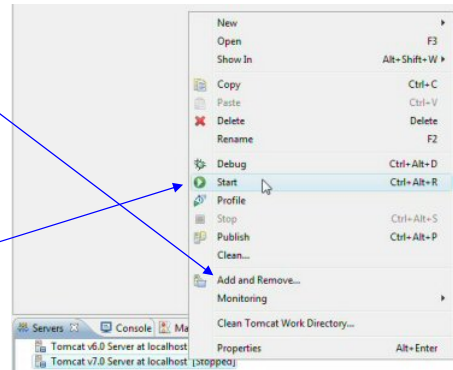 New
Open F3
Show In Alt+Shift+W
Copy Ctrl+C
Paste Ctrl+V
Delete Delete
Rename F2
Debug Ctrl+Alt+D
Start Ctrl+Alt+R
Profile
Stop Ctrl+Alt+S
Publish Ctrl+Alt+P
Clean...
Add and Remove...
Monitoring
Clean Tomcat Work Directory...
Properties Alt+Enter
Servers Console Ma
Tomcat v6.0 Server at localhost
Tomcat v7.0 Server at localhost [Stopped]